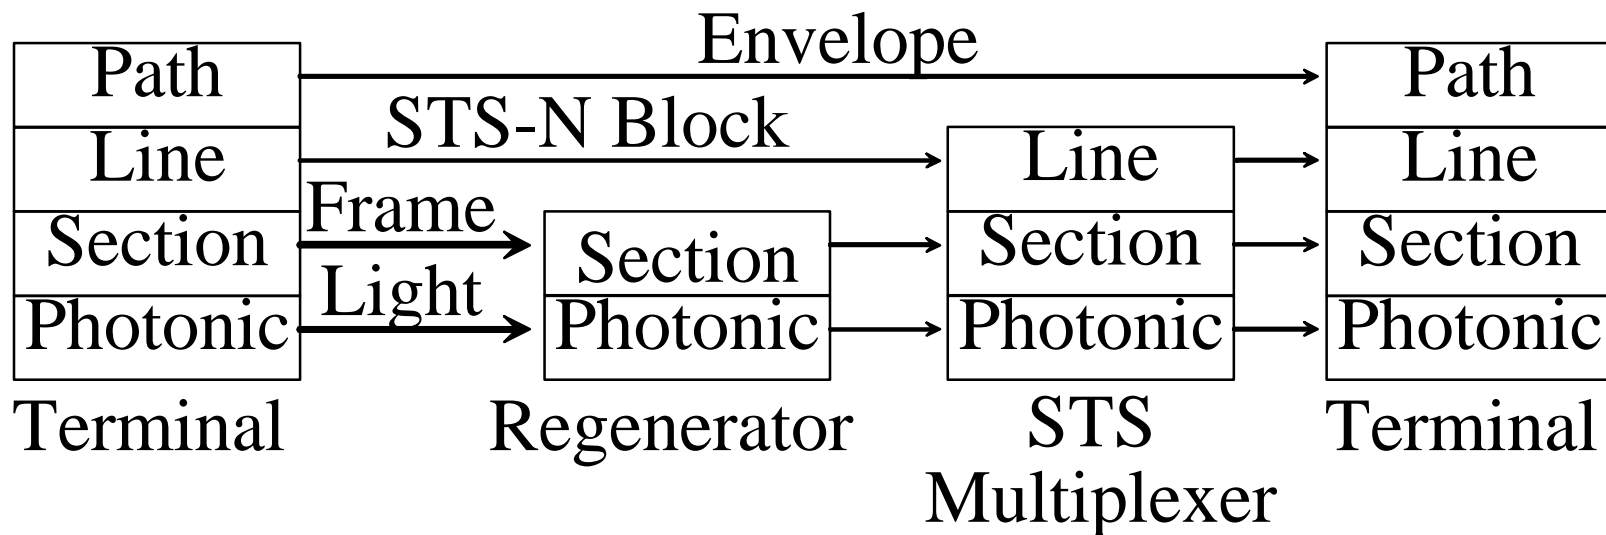 Envelope
Path
Path
STS-N Block
Line
Line
Line
Frame
Section
Section
Section
Section
Light
Photonic
Photonic
Photonic
Photonic
Terminal
Regenerator
STS
Multiplexer
Terminal